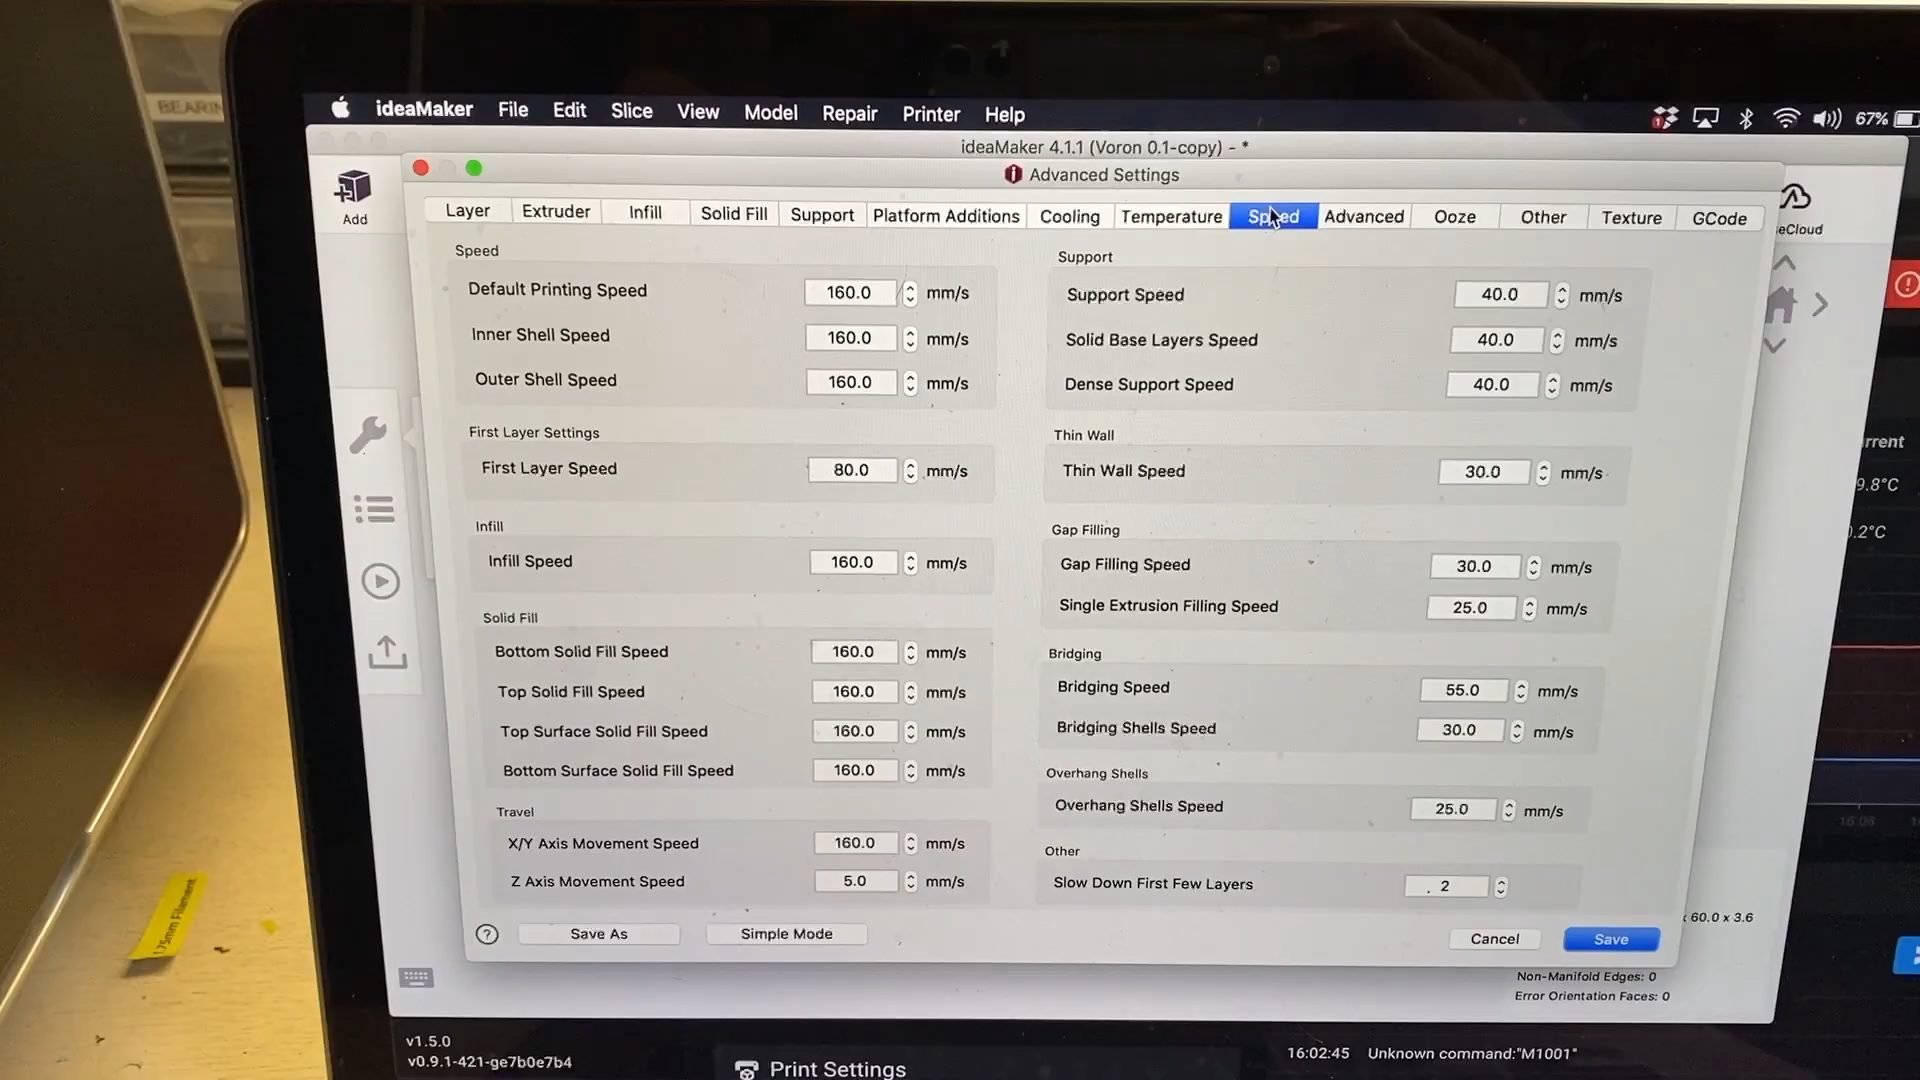 BEARIN
ideaMaker File Edit Slice View Model Repair Printer Help
67%
ideaMaker 4.1.1 (Voron 0.1-copy) - *
Advanced Settings
Add
eCloud
Layer Extruder Infill Solid Fill Support Platform Additions Cooling Temperature Speed Advanced Ooze Other Texture GCode
Speed
Default Printing Speed 160.0 mm/s
Inner Shell Speed 160.0 mm/s
Outer Shell Speed 160.0 mm/s
First Layer Settings
First Layer Speed 80.0 mm/s
Infill
Infill Speed 160.0 mm/s
Solid Fill
Bottom Solid Fill Speed 160.0 mm/s
Top Solid Fill Speed 160.0 mm/s
Top Surface Solid Fill Speed 160.0 mm/s
Bottom Surface Solid Fill Speed 160.0 mm/s
Travel
X/Y Axis Movement Speed 160.0 mm/s
Z Axis Movement Speed 5.0 mm/s
Support
Support Speed 40.0 mm/s
Solid Base Layers Speed 40.0 mm/s
Dense Support Speed 40.0 mm/s
Thin Wall
Thin Wall Speed 30.0 mm/s
Gap Filling
Gap Filling Speed 30.0 mm/s
Single Extrusion Filling Speed 25.0 mm/s
Bridging
Bridging Speed 55.0 mm/s
Bridging Shells Speed 30.0 mm/s
Overhang Shells
Overhang Shells Speed 25.0 mm/s
Other
Slow Down First Few Layers 2
? Save As Simple Mode Cancel Save
rrent
9.8°C
.2°C
16:06
x 60.0 x 3.6
Non-Manifold Edges: 0
Error Orientation Faces: 0
1.75mm Filament
v1.5.0
v0.9.1-421-ge7b0e7b4
Print Settings
16:02:45 Unknown command:"M1001"